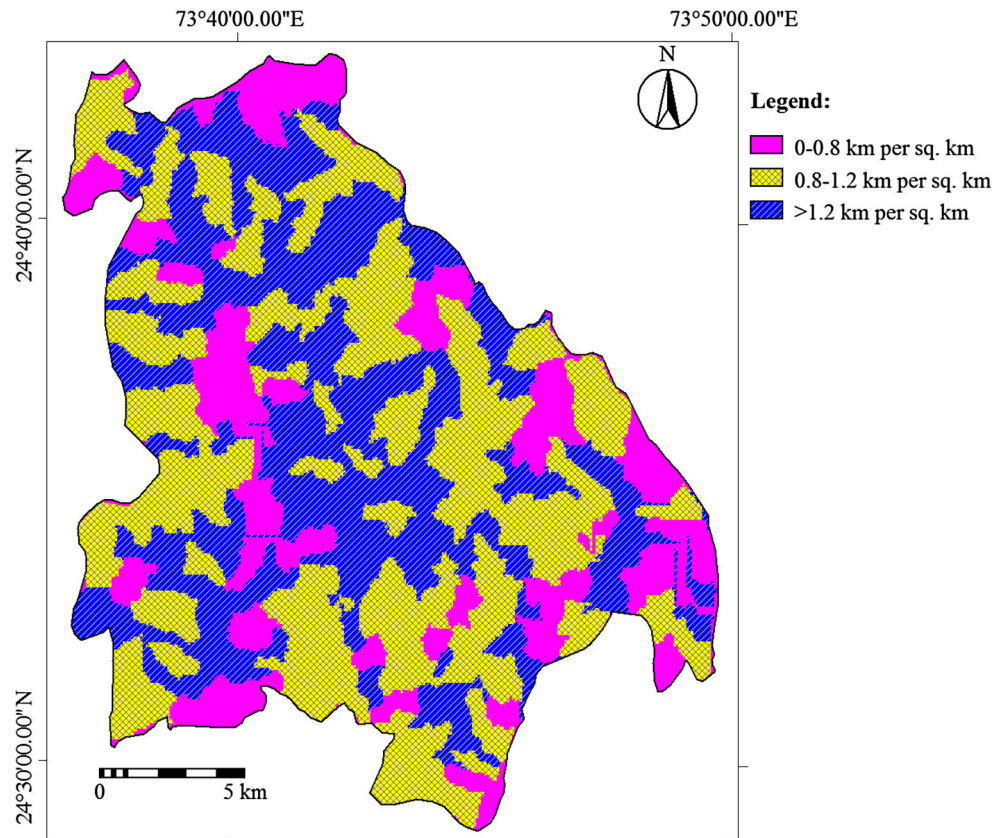 73°40'00.00"E
73°50'00.00"E
N
Legend:
0-0.8 km per sq. km
0.8-1.2 km per sq. km
>1.2 km per sq. km
24°40'00.00"N
24°30'00.00"N
0
5 km